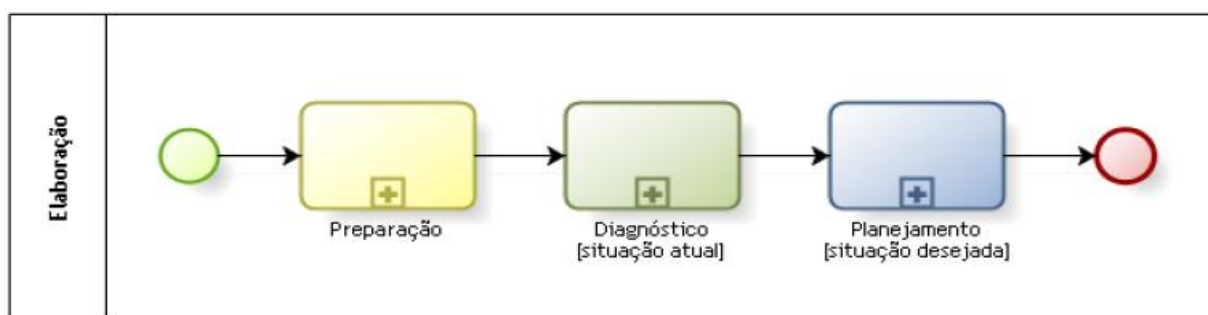 Elaboração
Preparação
Diagnóstico
[situação atual]
Planejamento
[situação desejada]